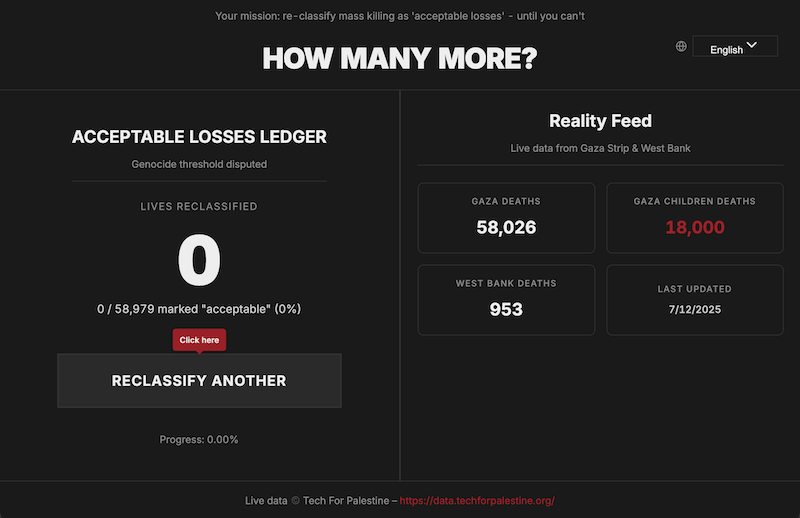 Your mission: re-classify mass killing as 'acceptable losses' - until you can't
HOW MANY MORE?
English
ACCEPTABLE LOSSES LEDGER
Genocide threshold disputed
LIVES RECLASSIFIED
0
0 / 58,979 marked "acceptable" (0%)
Click here
RECLASSIFY ANOTHER
Progress: 0.00%
Reality Feed
Live data from Gaza Strip & West Bank
GAZA DEATHS
58,026
GAZA CHILDREN DEATHS
18,000
WEST BANK DEATHS
953
LAST UPDATED
7/12/2025
Live data © Tech For Palestine – https://data.techforpalestine.org/